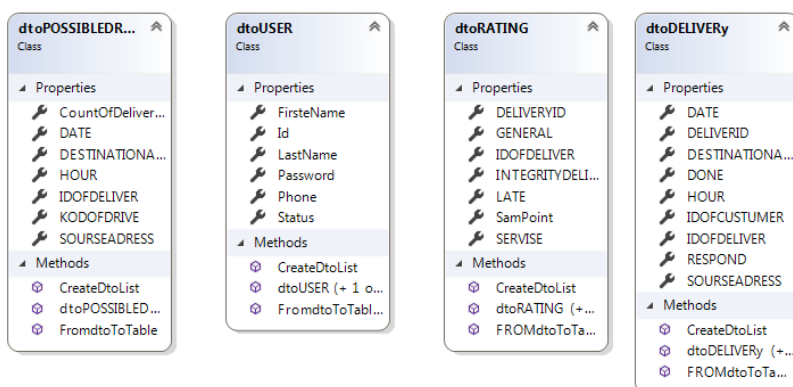 dtoPOSSIBLEDR...
Class
Properties
CountOfDeliver...
DATE
DESTINATIONA...
HOUR
IDOFDELIVER
KODOFDRIVE
SOURSEADRESS
Methods
CreateDtoList
dtoPOSSIBLED...
FromdtoToTable
dtoUSER
Class
Properties
FirsteName
Id
LastName
Password
Phone
Status
Methods
CreateDtoList
dtoUSER (+ 1 o...
FromdtoToTabl...
dtoRATING
Class
Properties
DELIVERYID
GENERAL
IDOFDELIVER
INTEGRITYDELI...
LATE
SamPoint
SERVISE
Methods
CreateDtoList
dtoRATING (+...
FROMdtoToTa...
dtoDELIVERy
Class
Properties
DATE
DELIVERID
DESTINATIONA...
DONE
HOUR
IDOFCUSTUMER
IDOFDELIVER
RESPOND
SOURSEADRESS
Methods
CreateDtoList
dtoDELIVERy (+...
FROMdtoToTa...